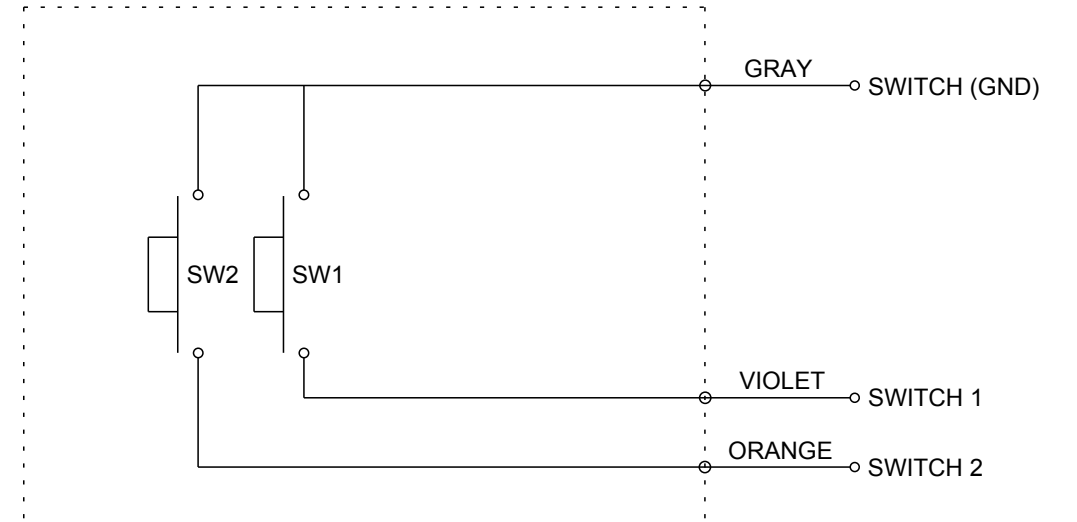 GRAY
SWITCH (GND)
SW2
SW1
VIOLET
SWITCH 1
ORANGE
SWITCH 2